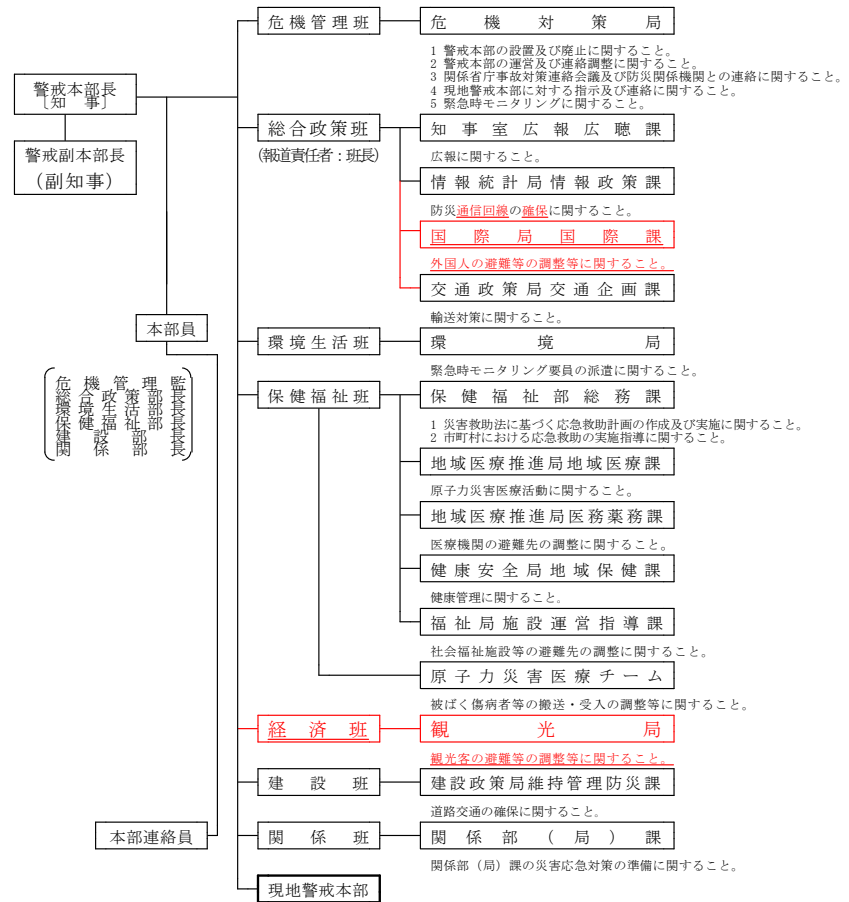 危機管理班
危機対策局
1 警戒本部の設置及び廃止に関すること。
2 警戒本部の運営及び連絡調整に関すること。
3 関係省庁事故対策連絡会議及び防災関係機関との連絡に関すること。
4 現地警戒本部に対する指示及び連絡に関すること。
5 緊急時モニタリングに関すること。
警戒本部長
〔知 事〕
警戒副本部長
(副知事)
総合政策班
(報道責任者：班長)
知事室広報広聴課
広報に関すること。
情報統計局情報政策課
防災通信回線の確保に関すること。
国際局国際課
外国人の避難等の調整等に関すること。
交通政策局交通企画課
輸送対策に関すること。
本部員
危機管理監
総合政策部長
環境生活部長
保健福祉部長
建設部長
関係部長
環境生活班
環境局
緊急時モニタリング要員の派遣に関すること。
保健福祉班
保健福祉部総務課
1 災害救助法に基づく応急救助計画の作成及び実施に関すること。
2 市町村における応急救助の実施指導に関すること。
地域医療推進局地域医療課
原子力災害医療活動に関すること。
地域医療推進局医務薬務課
医療機関の避難先の調整に関すること。
健康安全局地域保健課
健康管理に関すること。
福祉局施設運営指導課
社会福祉施設等の避難先の調整に関すること。
原子力災害医療チーム
被ばく傷病者等の搬送・受入の調整等に関すること。
経済班
観光局
観光客の避難等の調整等に関すること。
建設班
建設政策局維持管理防災課
道路交通の確保に関すること。
本部連絡員
関係班
関係部(局)課
関係部（局）課の災害応急対策の準備に関すること。
現地警戒本部